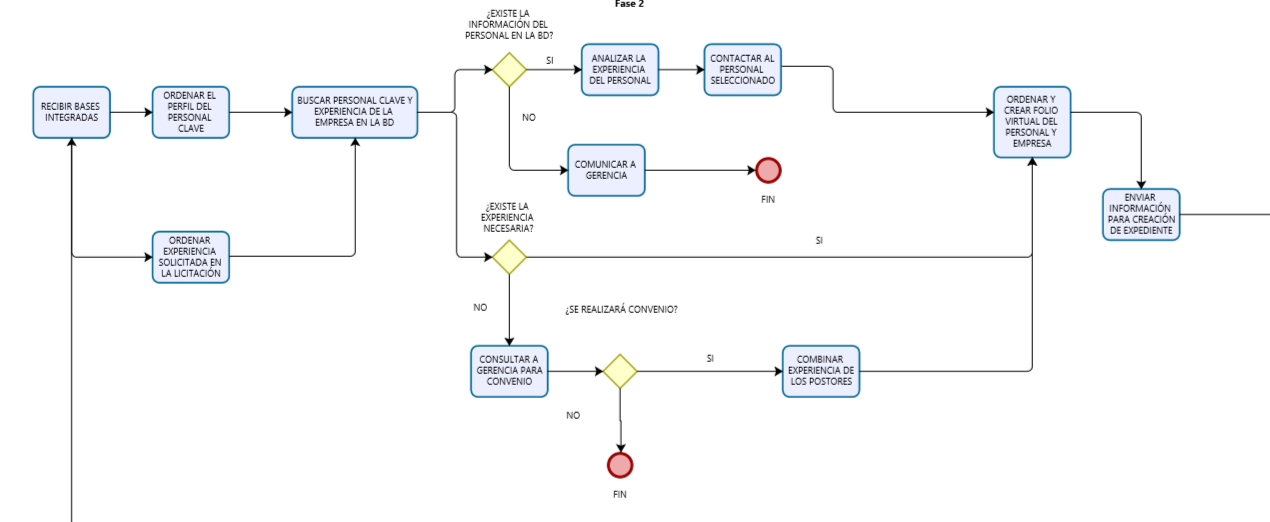 Fase 2
¿EXISTE LA
INFORMACIÓN DEL
PERSONAL EN LA BD?
SI
ANALIZAR LA
EXPERIENCIA
DEL PERSONAL
CONTACTAR AL
PERSONAL
SELECCIONADO
RECIBIR BASES
INTEGRADAS
ORDENAR EL
PERFIL DEL
PERSONAL
CLAVE
BUSCAR PERSONAL CLAVE Y
EXPERIENCIA DE LA
EMPRESA EN LA BD
ORDENAR Y
CREAR FOLIO
VIRTUAL DEL
PERSONAL Y
EMPRESA
NO
COMUNICAR A
GERENCIA
FIN
ENVIAR
INFORMACIÓN
PARA CREACIÓN
DE EXPEDIENTE
¿EXISTE LA
EXPERIENCIA
NECESARIA?
ORDENAR
EXPERIENCIA
SOLICITADA EN
LA LICITACIÓN
SI
NO
¿SE REALIZARÁ CONVENIO?
CONSULTAR A
GERENCIA PARA
CONVENIO
SI
COMBINAR
EXPERIENCIA DE
LOS POSTORES
NO
FIN